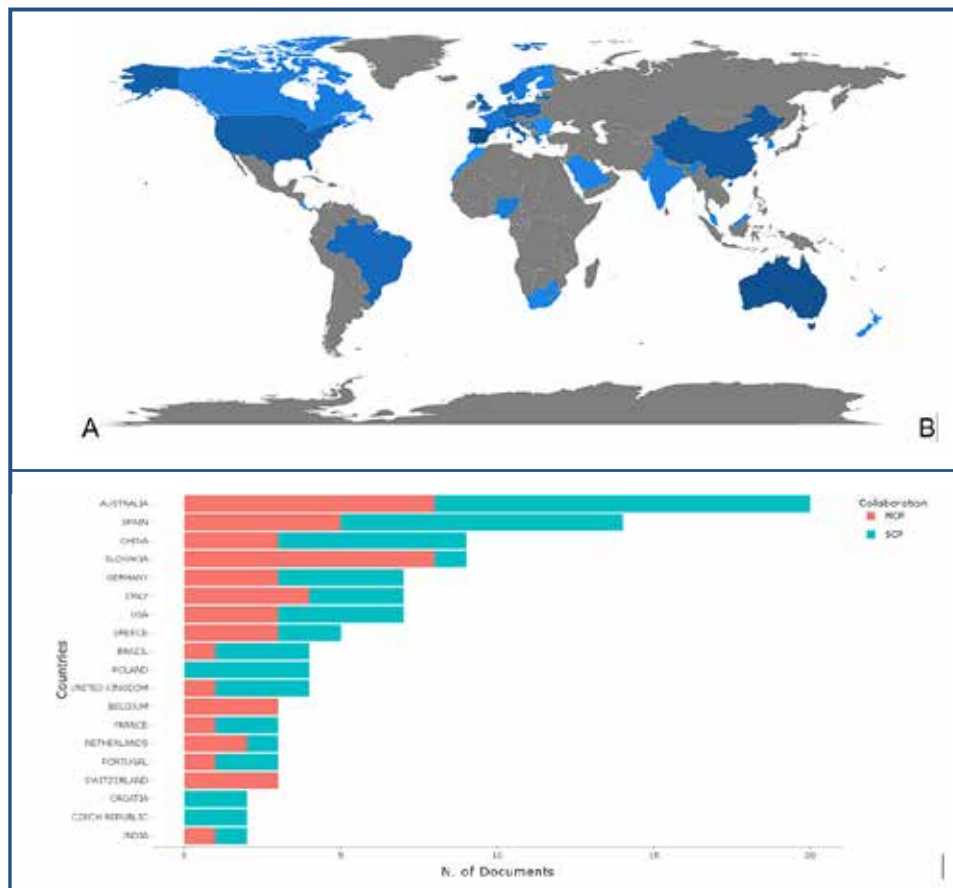 A
B
AUSTRALIA
SPAIN
CHINA
SLOVAKIA
GERMANY
ITALY
USA
GREECE
BRAZIL
POLAND
UNITED KINGDOM
BELGIUM
FRANCE
NETHERLANDS
PORTUGAL
SWITZERLAND
CROATIA
CZECH REPUBLIC
INDIA
Countries
0 5 10 15 20
N. of Documents
Collaboration
MCP
SCP